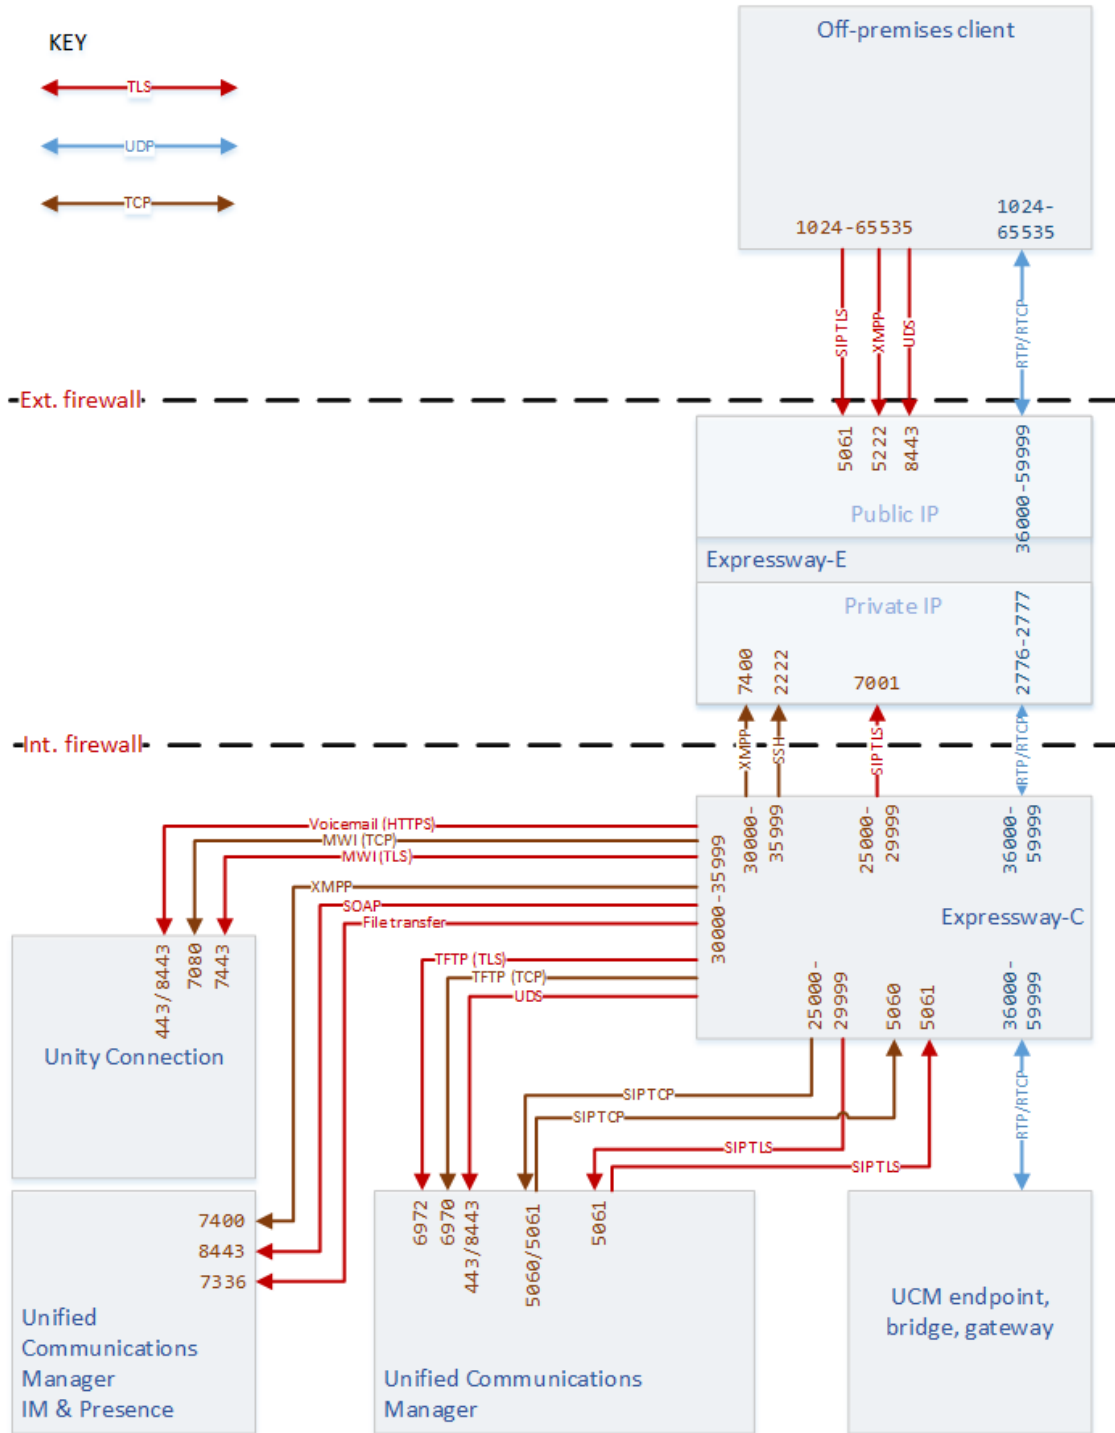 KEY
TLS
UDP
TCP
Off-premises client
1024-65535
1024-
65535
SIP TLS
XMPP
UDS
RTP/RTCP
Ext. firewall
5061
5222
8443
36000-59999
Public IP
Expressway-E
Private IP
7400
2222
7001
2776-2777
Int. firewall
XMPP
SSH
SIP TLS
RTP/RTCP
30000-
35999
25000-
29999
36000-
59999
30000-35999
Expressway-C
Voicemail (HTTPS)
MWI (TCP)
MWI (TLS)
XMPP
SOAP
File transfer
TFTP (TLS)
TFTP (TCP)
UDS
25000-
29999
5060
5061
36000-
59999
443/8443
7080
7443
Unity Connection
SIP TCP
SIP TCP
SIP TLS
SIP TLS
RTP/RTCP
7400
8443
7336
Unified
Communications
Manager
IM & Presence
6972
6970
443/8443
5060/5061
5061
Unified Communications
Manager
UCM endpoint,
bridge, gateway